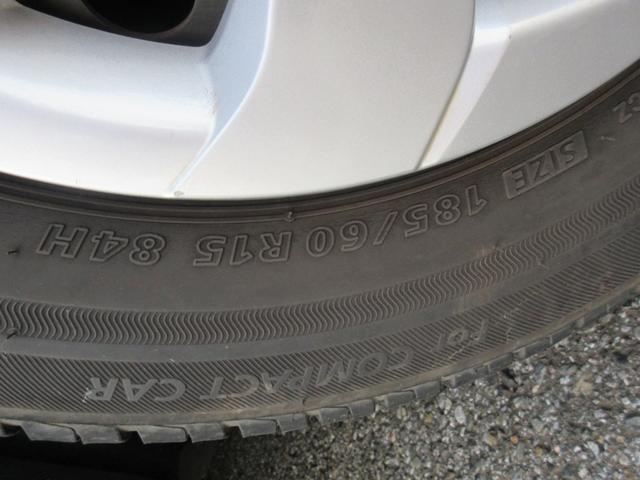 SIZE 185/60 R15 84H
For COMPACT CAR